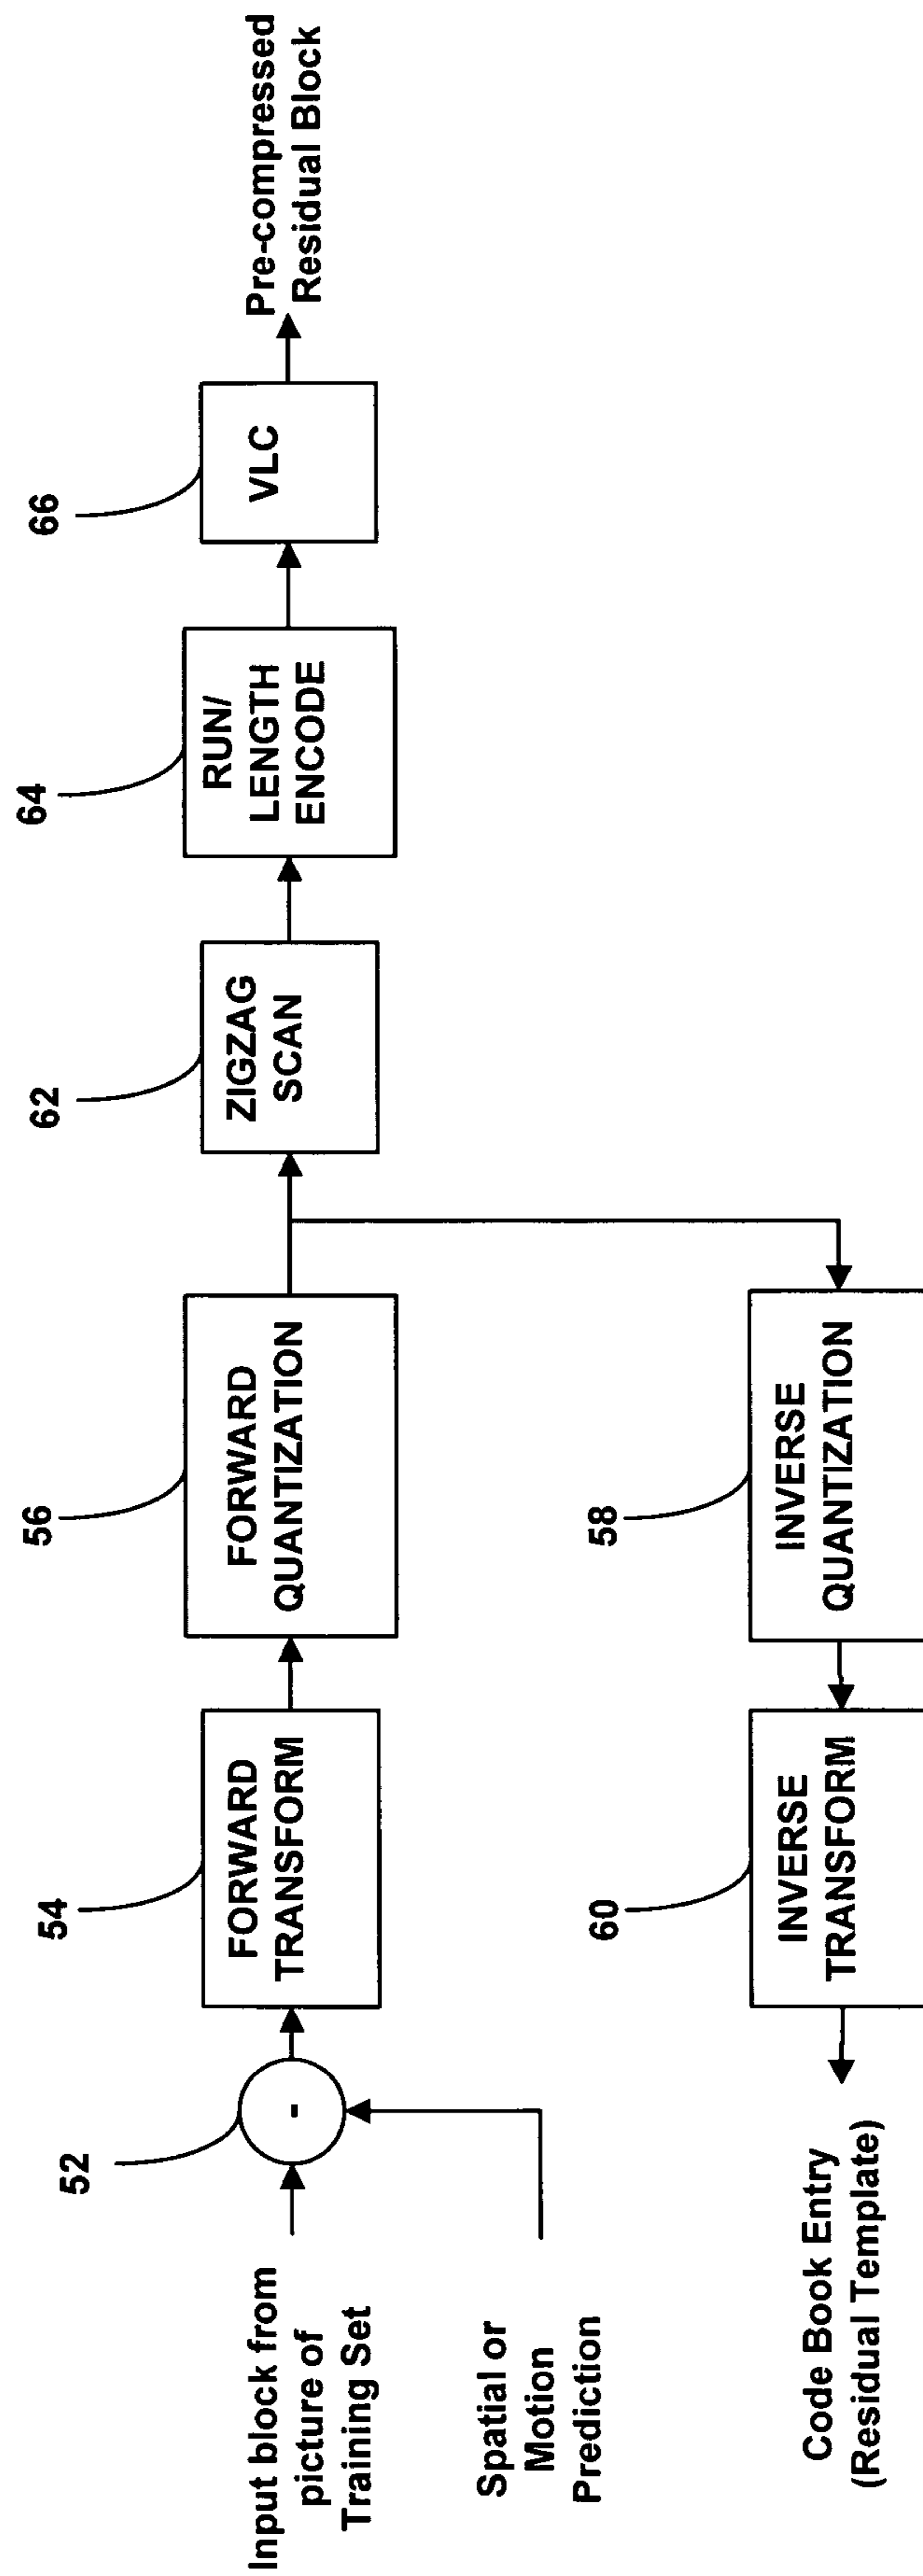 Input block from
picture of
Training Set
Spatial or
Motion
Prediction
52
-
54
FORWARD
TRANSFORM
56
FORWARD
QUANTIZATION
62
ZIGZAG
SCAN
64
RUN/
LENGTH
ENCODE
66
VLC
Pre-compressed
Residual Block
58
INVERSE
QUANTIZATION
60
INVERSE
TRANSFORM
Code Book Entry
(Residual Template)